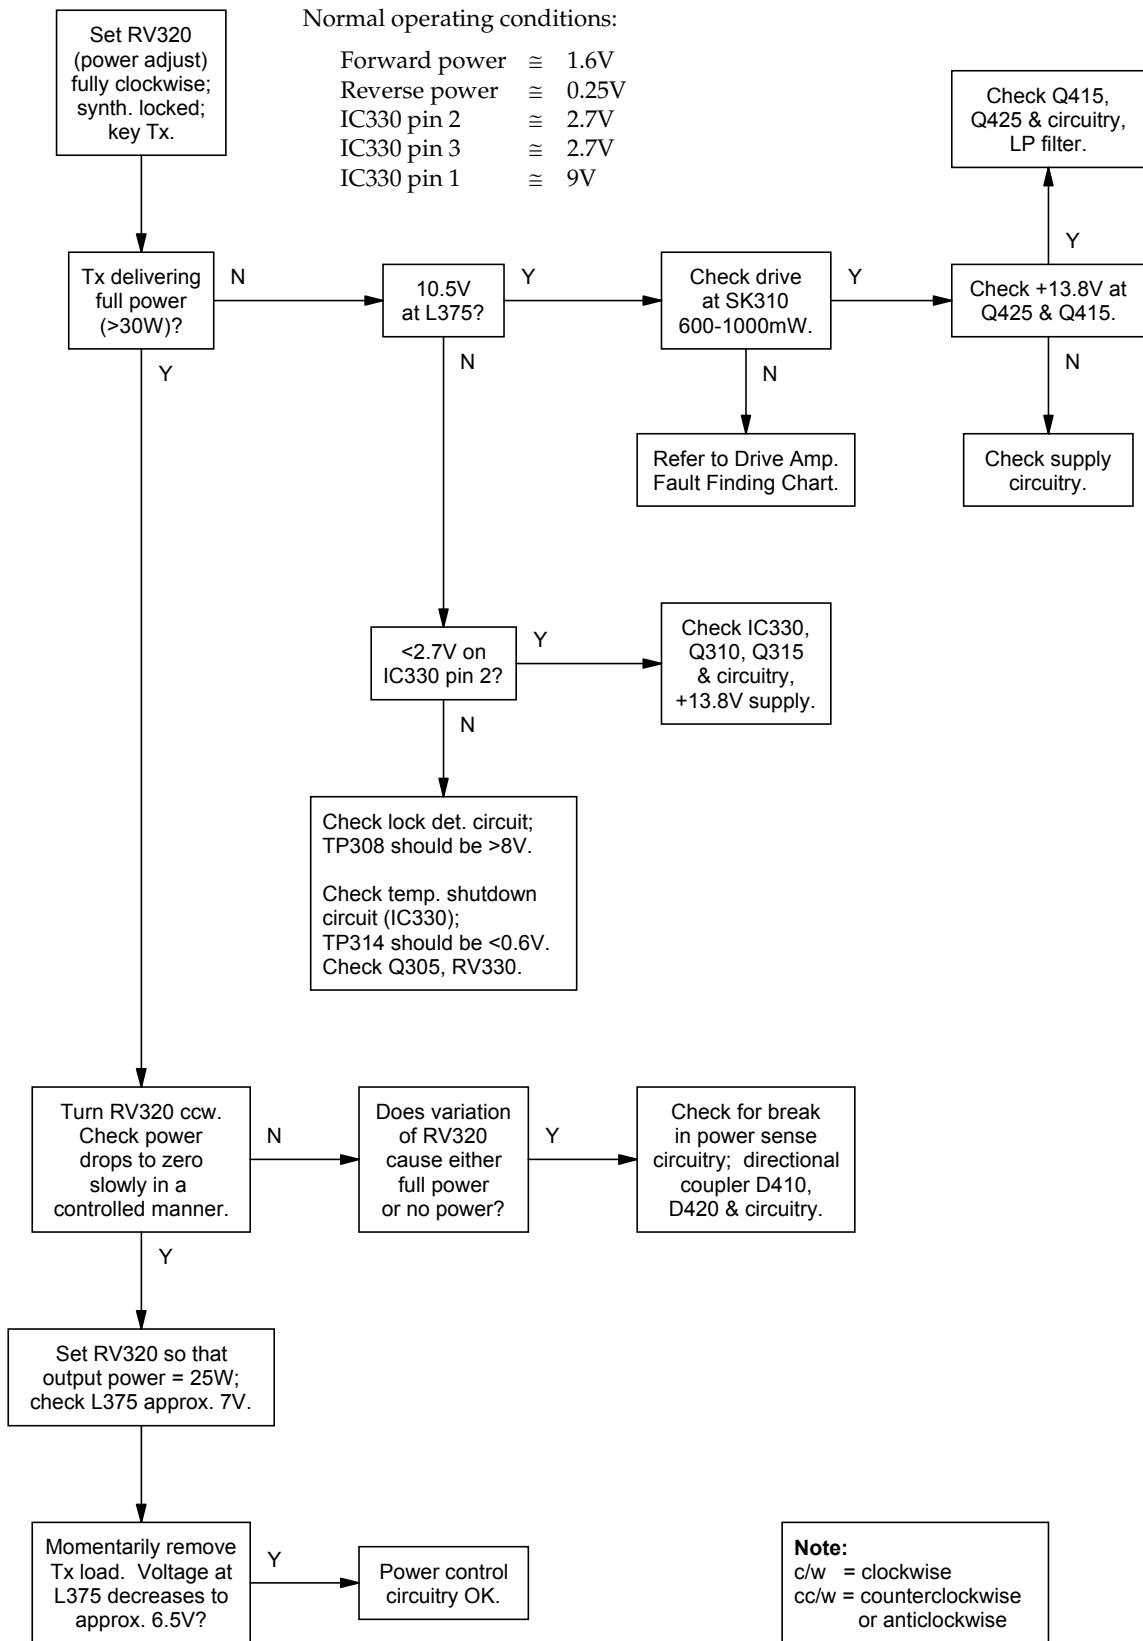 Normal operating conditions:
Forward power ≅ 1.6V
Reverse power ≅ 0.25V
IC330 pin 2 ≅ 2.7V
IC330 pin 3 ≅ 2.7V
IC330 pin 1 ≅ 9V
Set RV320
(power adjust)
fully clockwise;
synth. locked;
key Tx.
Check Q415,
Q425 & circuitry,
LP filter.
Y
Tx delivering
full power
(>30W)?
N
10.5V
at L375?
Y
Check drive
at SK310
600-1000mW.
Y
Check +13.8V at
Q425 & Q415.
Y
N
N
N
Refer to Drive Amp.
Fault Finding Chart.
Check supply
circuitry.
<2.7V on
IC330 pin 2?
Y
Check IC330,
Q310, Q315
& circuitry,
+13.8V supply.
N
Check lock det. circuit;
TP308 should be >8V.
Check temp. shutdown
circuit (IC330);
TP314 should be <0.6V.
Check Q305, RV330.
Turn RV320 ccw.
Check power
drops to zero
slowly in a
controlled manner.
N
Does variation
of RV320
cause either
full power
or no power?
Y
Check for break
in power sense
circuitry; directional
coupler D410,
D420 & circuitry.
Y
Set RV320 so that
output power = 25W;
check L375 approx. 7V.
Momentarily remove
Tx load. Voltage at
L375 decreases to
approx. 6.5V?
Y
Power control
circuitry OK.
Note:
c/w = clockwise
cc/w = counterclockwise
or anticlockwise